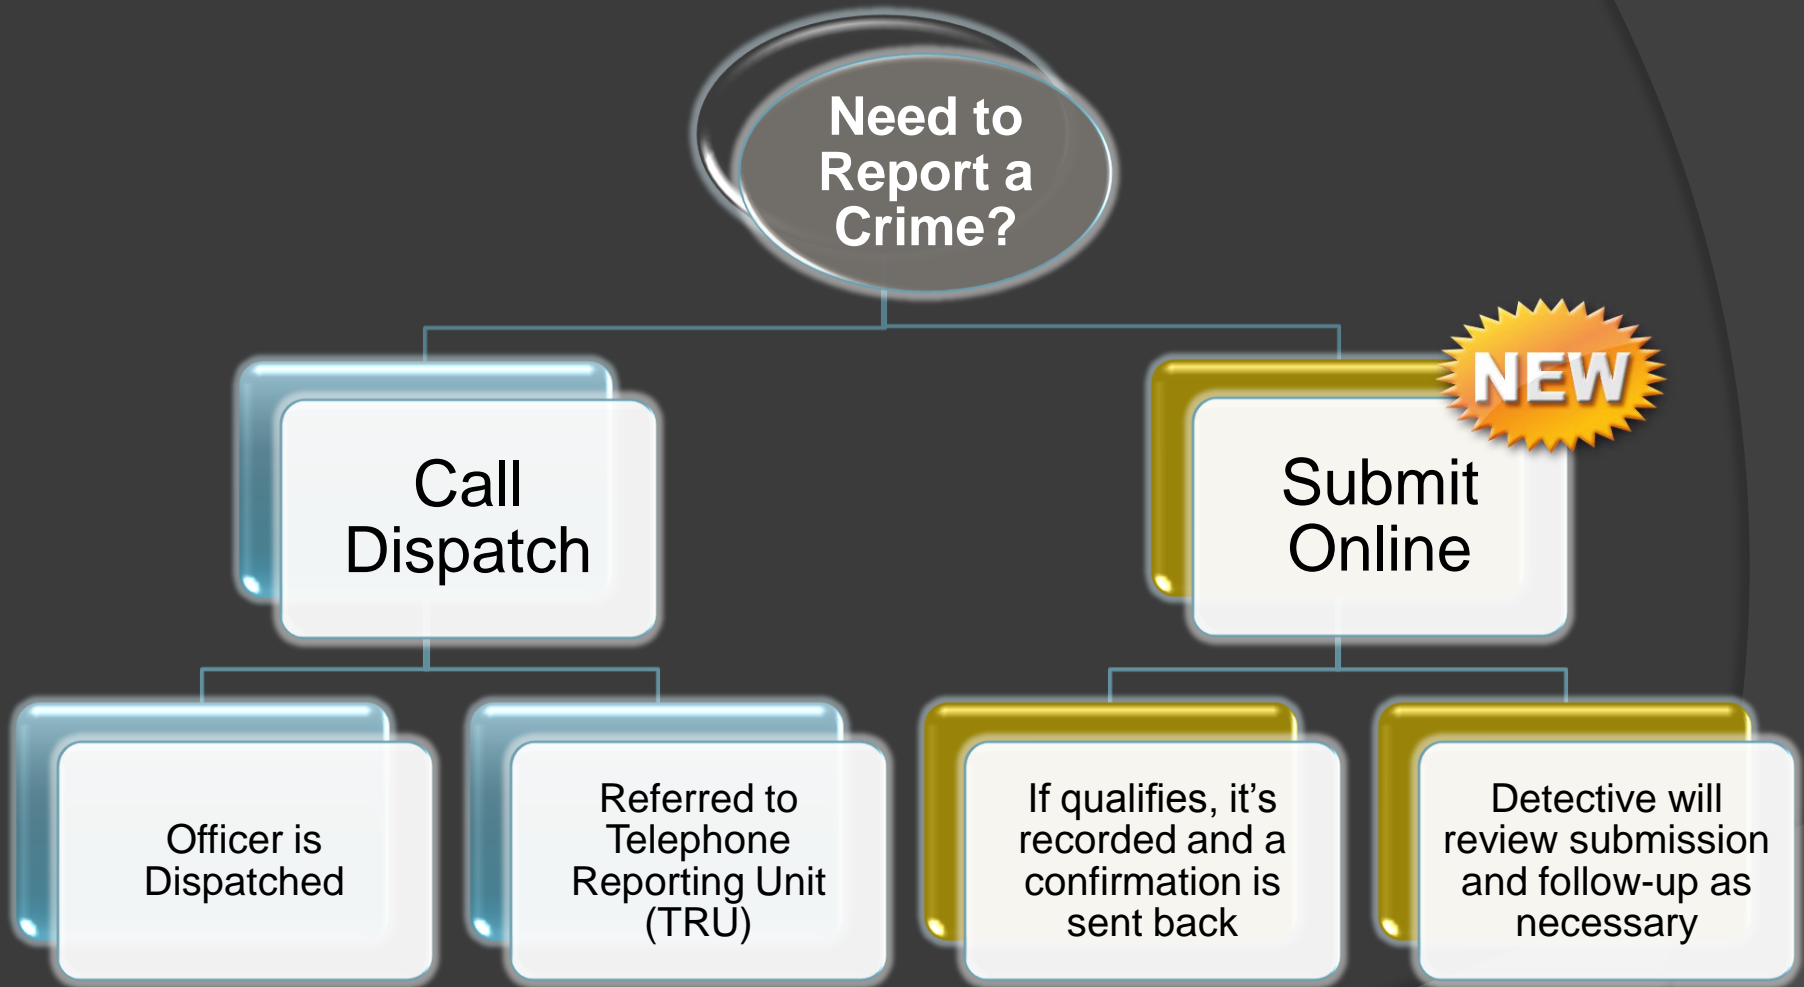 Need to
Report a
Crime?
NEW
Call
Dispatch
Submit
Online
Officer is
Dispatched
Referred to
Telephone
Reporting Unit
(TRU)
If qualifies, it’s
recorded and a
confirmation is
sent back
Detective will
review submission
and follow-up as
necessary